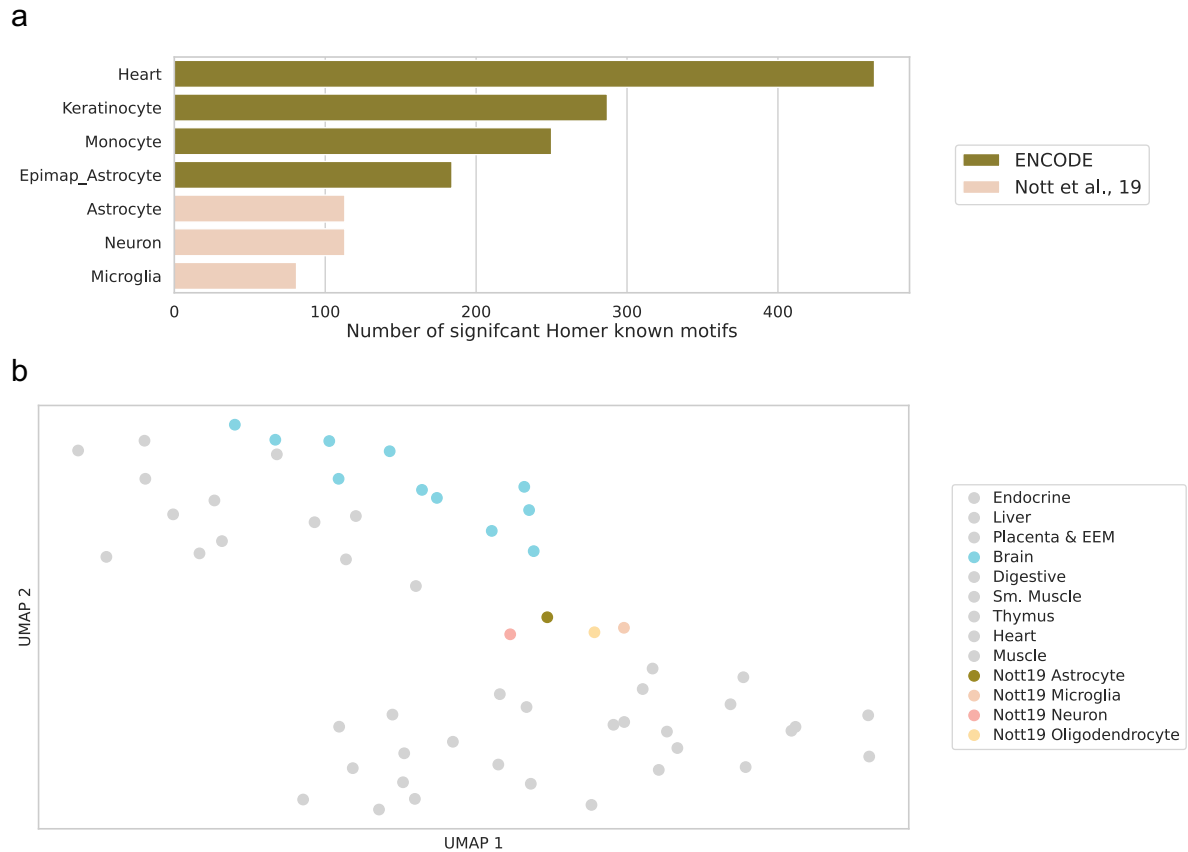 a
Heart
Keratinocyte
Monocyte
Epimap_Astrocyte
Astrocyte
Neuron
Microglia
0 100 200 300 400
Number of signifcant Homer known motifs
ENCODE
Nott et al., 19
b
UMAP 2
UMAP 1
Endocrine
Liver
Placenta & EEM
Brain
Digestive
Sm. Muscle
Thymus
Heart
Muscle
Nott19 Astrocyte
Nott19 Microglia
Nott19 Neuron
Nott19 Oligodendrocyte